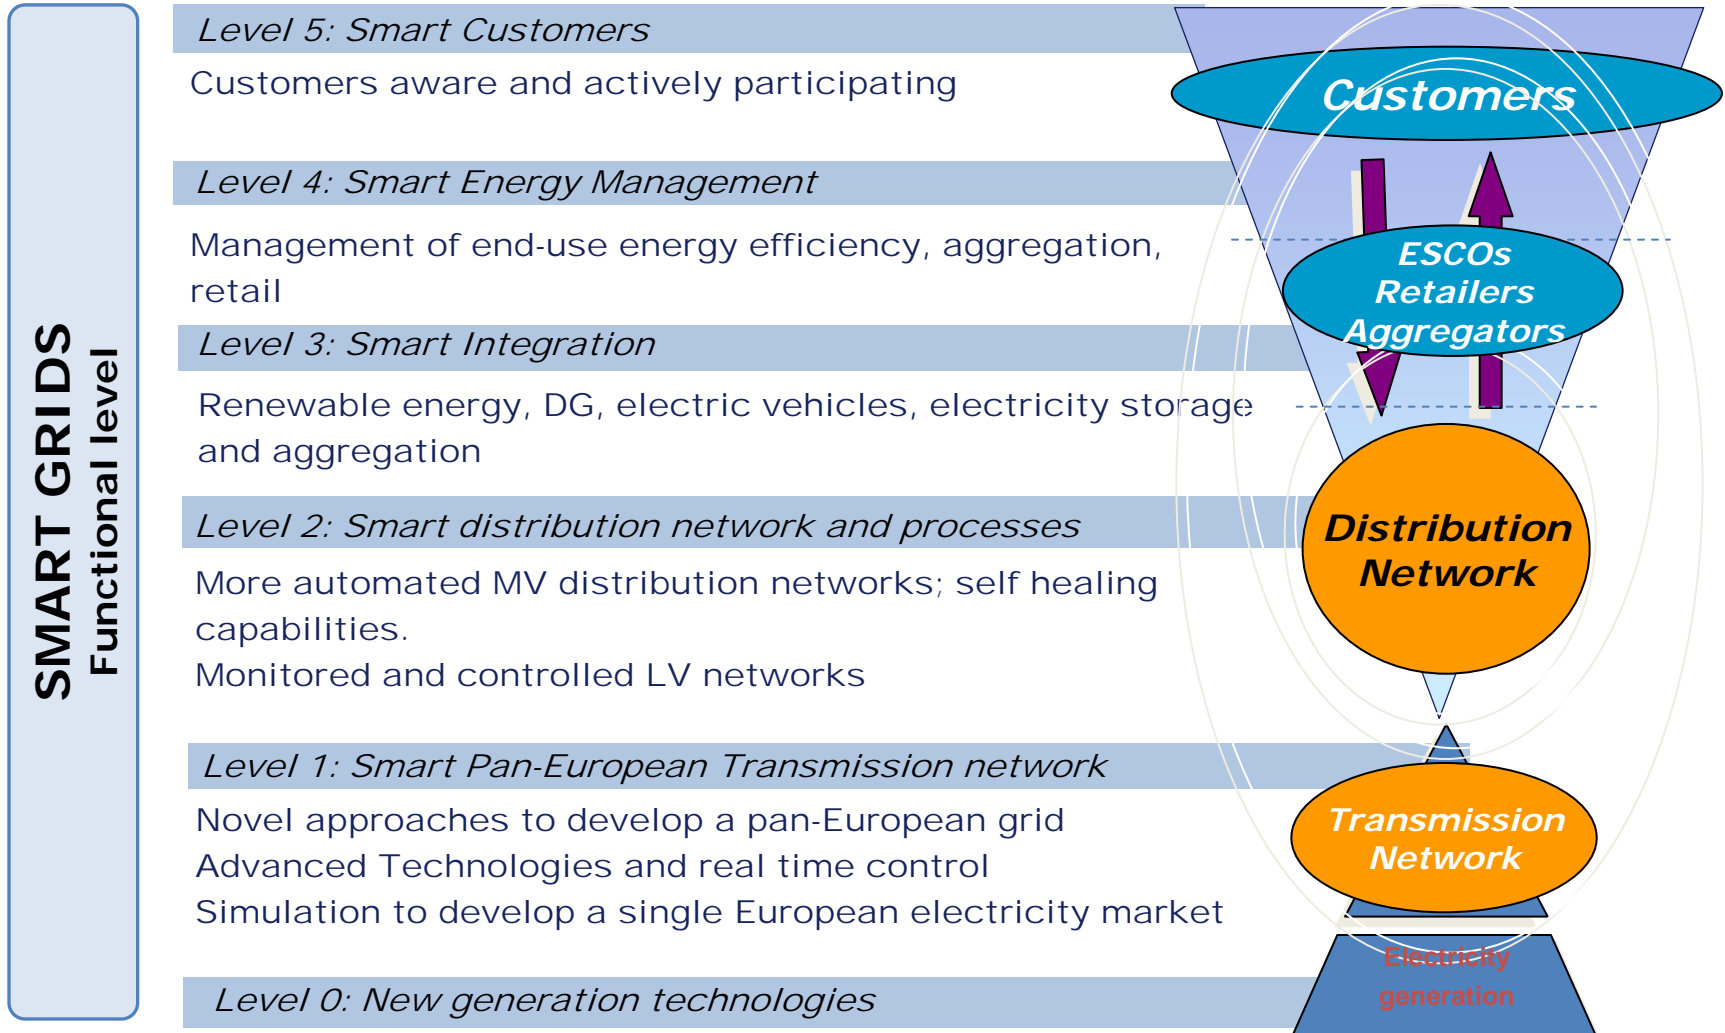 SMART GRIDS
Functional level
Level 5: Smart Customers
Customers aware and actively participating
Level 4: Smart Energy Management
Management of end-use energy efficiency, aggregation,
retail
Level 3: Smart Integration
Renewable energy, DG, electric vehicles, electricity storage
and aggregation
Level 2: Smart distribution network and processes
More automated MV distribution networks; self healing
capabilities.
Monitored and controlled LV networks
Level 1: Smart Pan-European Transmission network
Novel approaches to develop a pan-European grid
Advanced Technologies and real time control
Simulation to develop a single European electricity market
Level 0: New generation technologies
Customers
ESCOs
Retailers
Aggregators
Distribution
Network
Transmission
Network
Electricity
generation